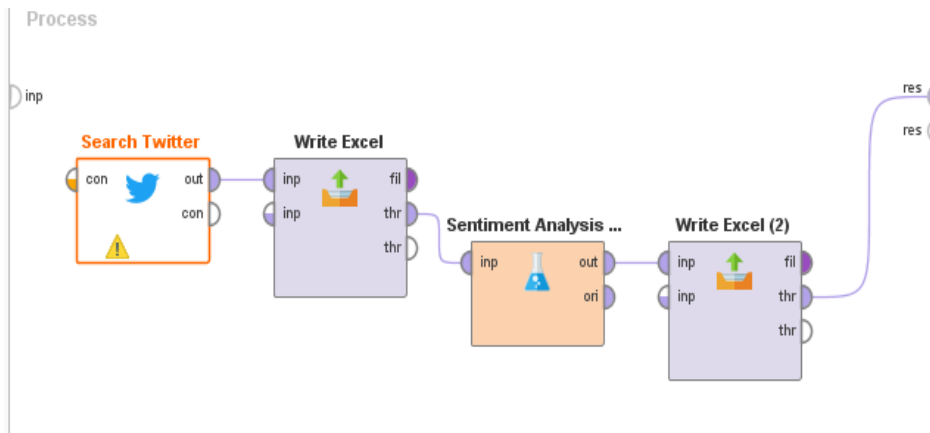 Process
inp
res
res
Search Twitter
con
out
con
Write Excel
inp
fil
inp
thr
thr
Sentiment Analysis ...
inp
out
ori
Write Excel (2)
inp
fil
inp
thr
thr